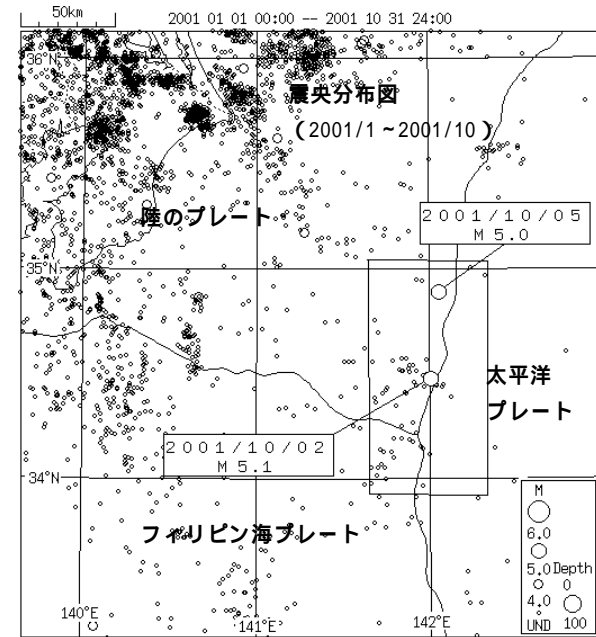 50km
2001 01 01 00:00 -- 2001 10 31 24:00
36°N
震央分布図
(2001/1~2001/10)
陸のプレート
2001/10/05
M 5.0
35°N
太平洋
プレート
2001/10/02
M 5.1
34°N
フィリピン海プレート
M
6.0
5.0 Depth
0
4.0
UND 100
140°E
141°E
142°E